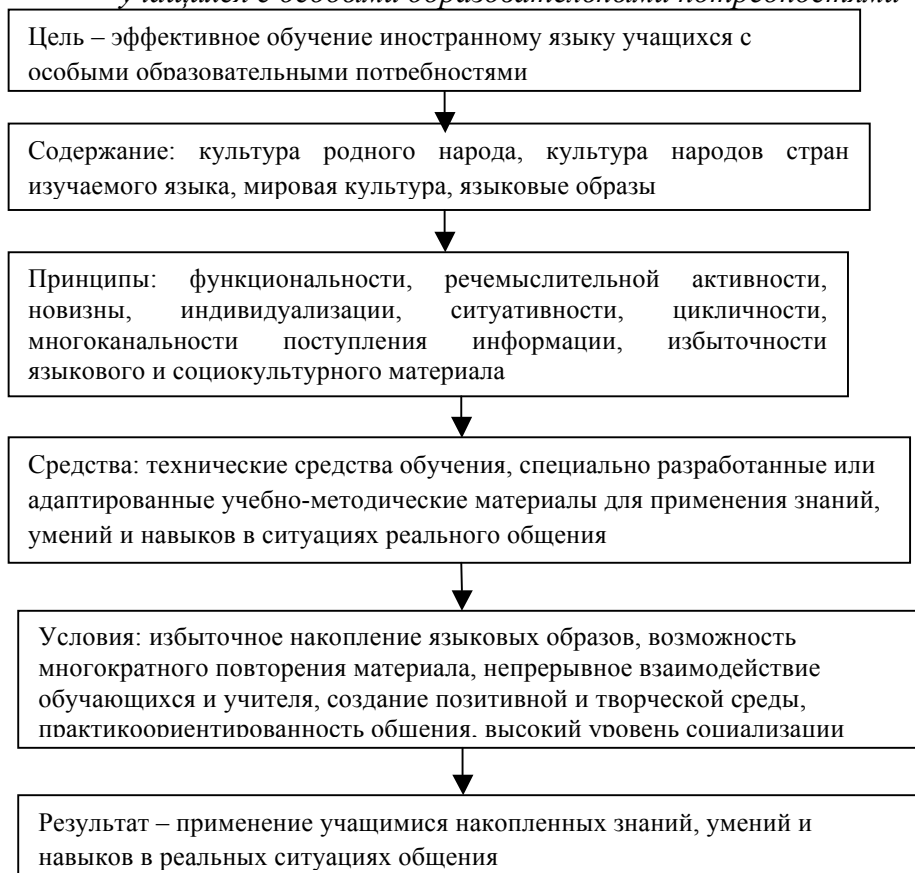 учащихся с особыми образовательными потребностями
Цель – эффективное обучение иностранному языку учащихся с
особыми образовательными потребностями
Содержание: культура родного народа, культура народов стран
изучаемого языка, мировая культура, языковые образы
Принципы: функциональности, речемыслительной активности,
новизны, индивидуализации, ситуативности, цикличности,
многоканальности поступления информации, избыточности
языкового и социокультурного материала
Средства: технические средства обучения, специально разработанные или
адаптированные учебно-методические материалы для применения знаний,
умений и навыков в ситуациях реального общения
Условия: избыточное накопление языковых образов, возможность
многократного повторения материала, непрерывное взаимодействие
обучающихся и учителя, создание позитивной и творческой среды,
практикоориентированность общения, высокий уровень социализации
Результат – применение учащимися накопленных знаний, умений и
навыков в реальных ситуациях общения